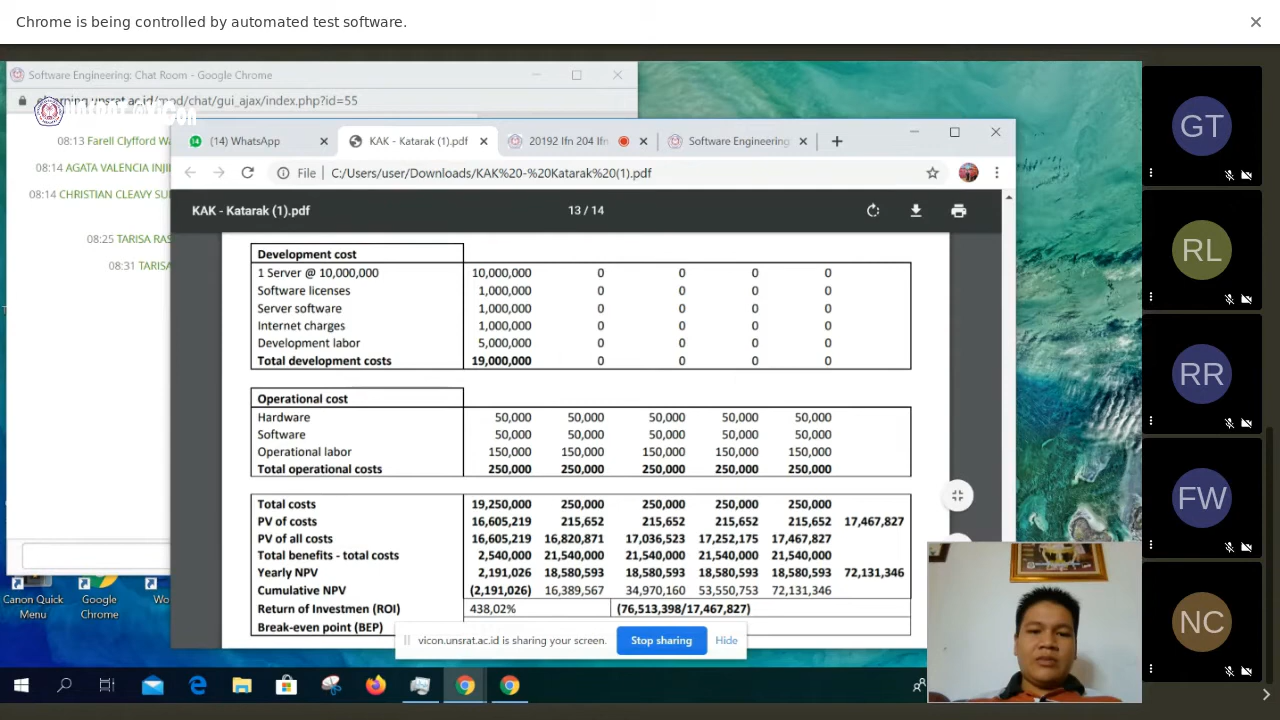 Chrome is being controlled by automated test software.
Software Engineering: Chat Room - Google Chrome
elearning.unsrat.ac.id/mod/chat/gui_ajax/index.php?id=55
08:13 Farell Clyfford
08:14 AGATA VALENCIA
08:14 CHRISTIAN CLEAVY
08:25 TARISA
08:31 TARISA
(14) WhatsApp
KAK - Katarak (1).pdf
20192 lfn 204 lfn
Software Engineering
File C:/Users/user/Downloads/KAK%20-%20Katarak%20(1).pdf
KAK - Katarak (1).pdf 13 / 14
Development cost
1 Server @ 10,000,000 10,000,000 0 0 0 0
Software licenses 1,000,000 0 0 0 0
Server software 1,000,000 0 0 0 0
Internet charges 1,000,000 0 0 0 0
Development labor 5,000,000 0 0 0 0
Total development costs 19,000,000 0 0 0 0
Operational cost
Hardware 50,000 50,000 50,000 50,000 50,000
Software 50,000 50,000 50,000 50,000 50,000
Operational labor 150,000 150,000 150,000 150,000 150,000
Total operational costs 250,000 250,000 250,000 250,000 250,000
Total costs 19,250,000 250,000 250,000 250,000 250,000
PV of costs 16,605,219 215,652 215,652 215,652 215,652 17,467,827
PV of all costs 16,605,219 16,820,871 17,036,523 17,252,175 17,467,827
Total benefits - total costs 2,540,000 21,540,000 21,540,000 21,540,000 21,540,000
Yearly NPV 2,191,026 18,580,593 18,580,593 18,580,593 18,580,593 72,131,346
Cumulative NPV (2,191,026) 16,389,567 34,970,160 53,550,753 72,131,346
Return of Investmen (ROI) 438,02% (76,513,398/17,467,827)
Break-even point (BEP)
vicon.unsrat.ac.id is sharing your screen. Stop sharing Hide
Canon Quick Menu
Google Chrome
Wo
GT
RL
RR
FW
NC